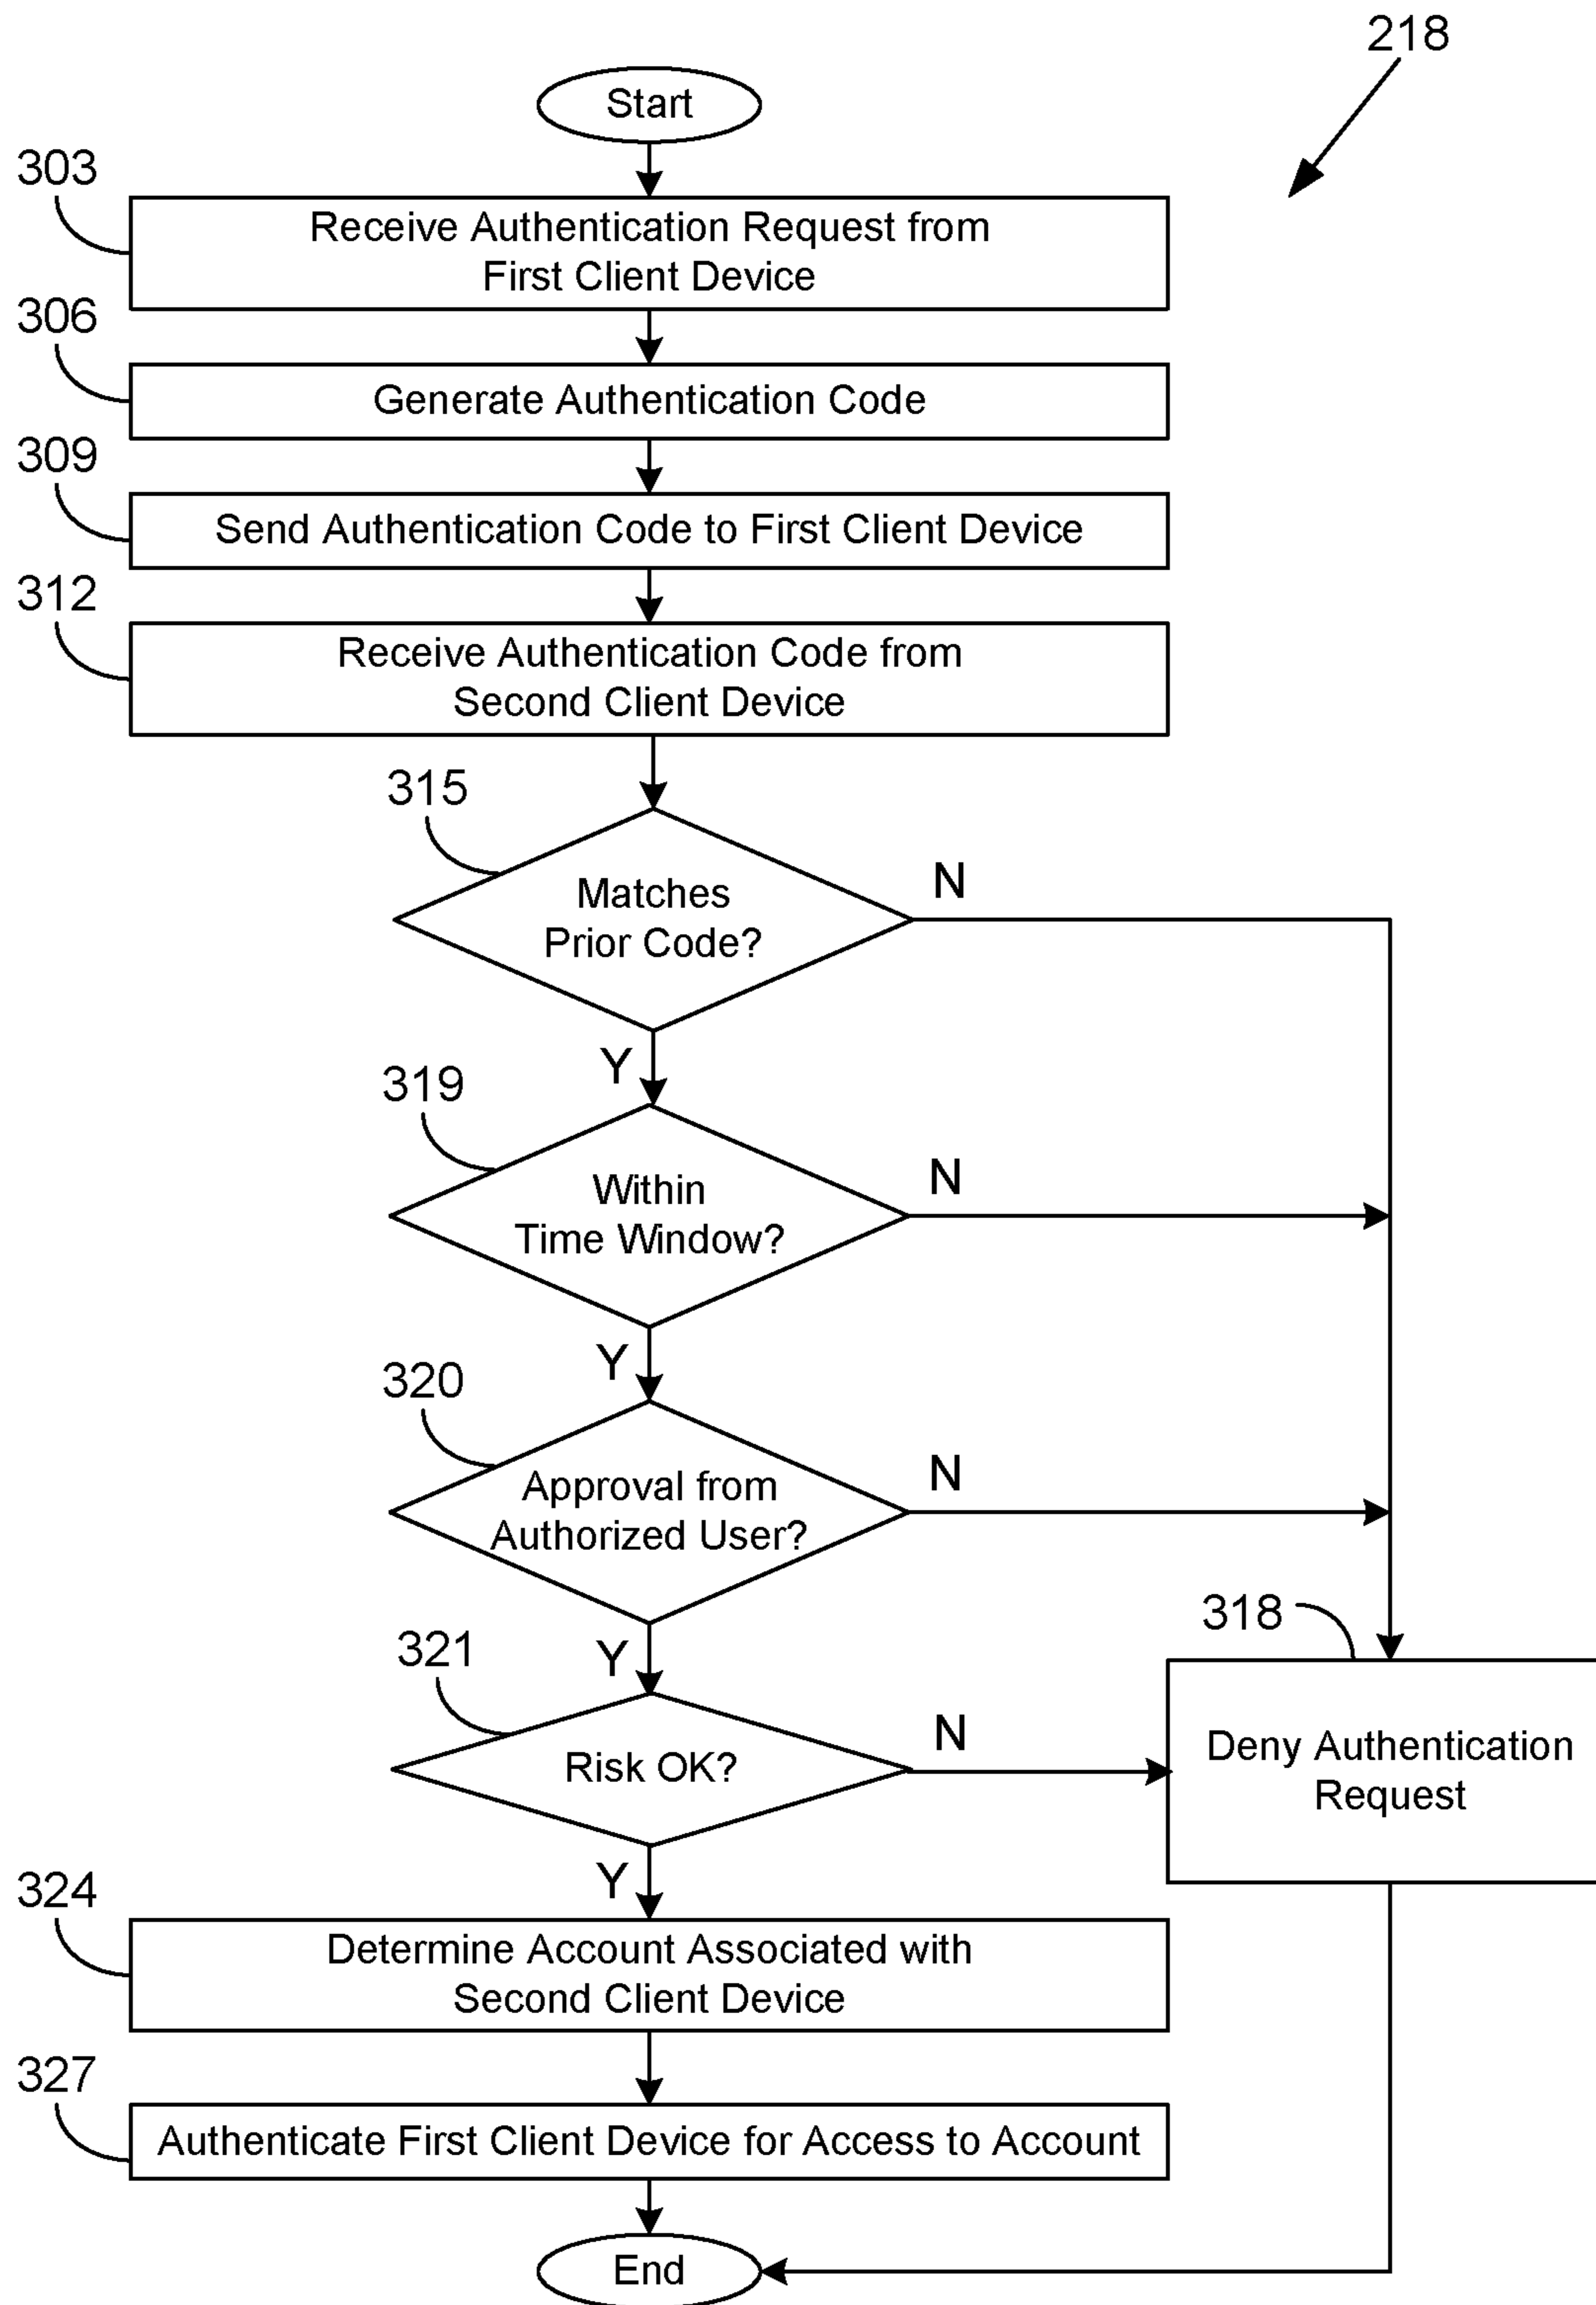 218
Start
303
Receive Authentication Request from
First Client Device
306
Generate Authentication Code
309
Send Authentication Code to First Client Device
312
Receive Authentication Code from
Second Client Device
315
Matches
Prior Code?
N
Y
319
Within
Time Window?
N
Y
320
Approval from
Authorized User?
N
Y
318
Deny Authentication
Request
321
Risk OK?
N
Y
324
Determine Account Associated with
Second Client Device
327
Authenticate First Client Device for Access to Account
End